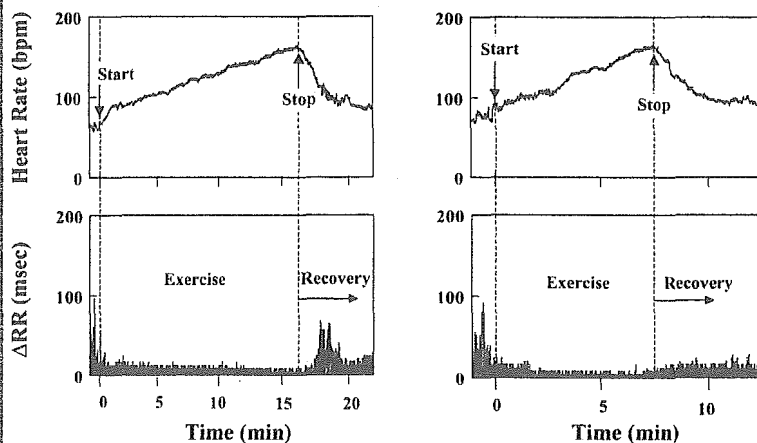 Heart Rate (bpm)
200
100
0
Start
Stop
200
100
0
Start
Stop
ΔRR (msec)
200
100
0
Exercise
Recovery
0
5
10
15
20
Time (min)
200
100
0
Exercise
Recovery
0
5
10
Time (min)